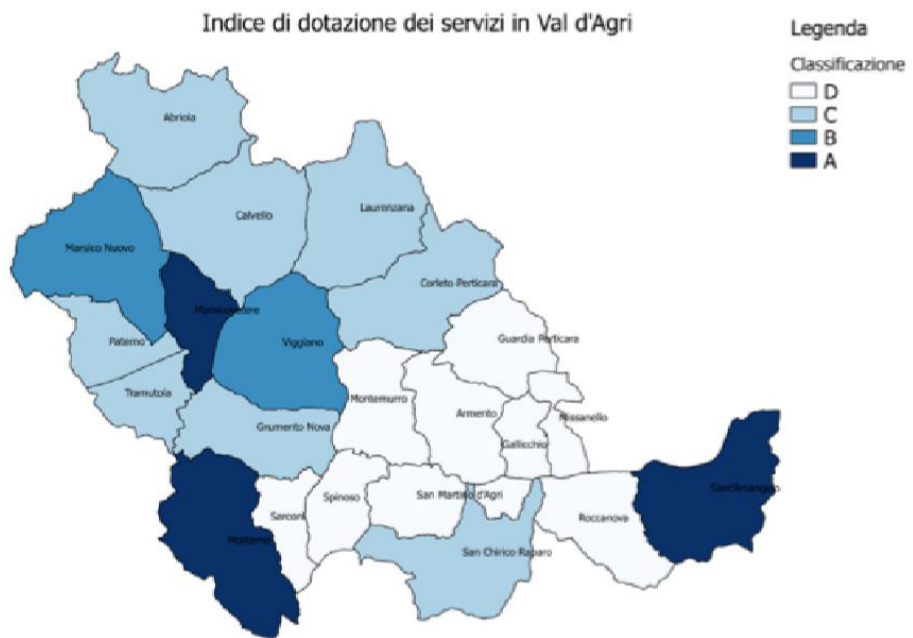 Indice di dotazione dei servizi in Val d'Agri
Legenda
Classificazione
D
C
B
A
Abriola
Calvello
Laurenzana
Marsico Nuovo
Corleto Perticara
Marsicovetere
Paterno
Viggiano
Guardia Perticara
Tramutola
Montemurro
Armento
Missanello
Grumento Nova
Gallicchio
Spinoso
San Martino d'Agri
Sant'Arcangelo
Sarconi
Roccanova
Moliterno
San Chirico Raparo